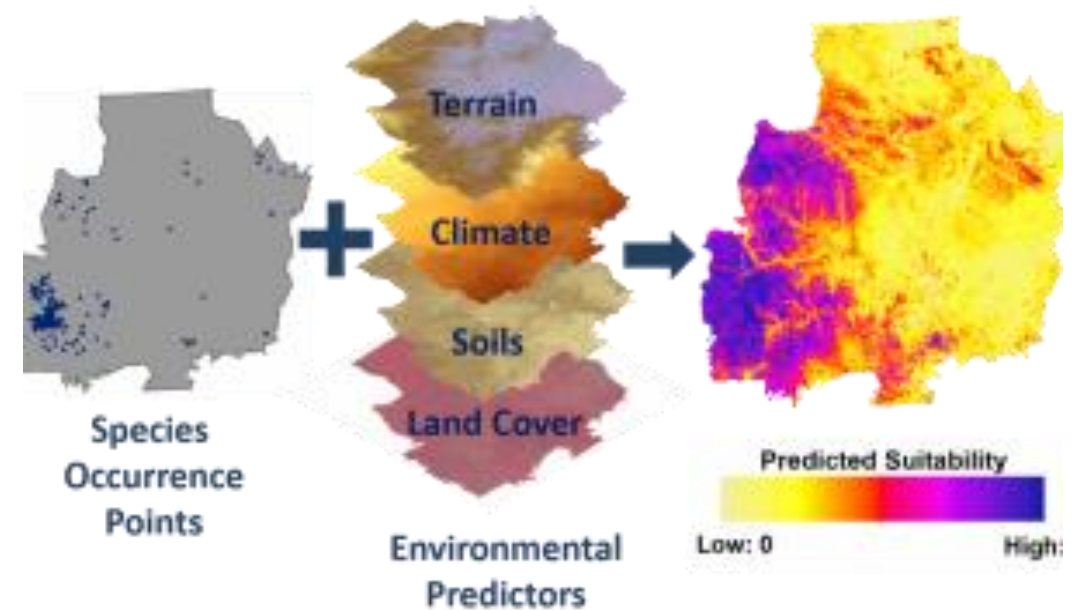 Terrain
Climate
Soils
Land Cover
Species
Occurrence
Points
Environmental
Predictors
Predicted Suitability
Low: 0
High: